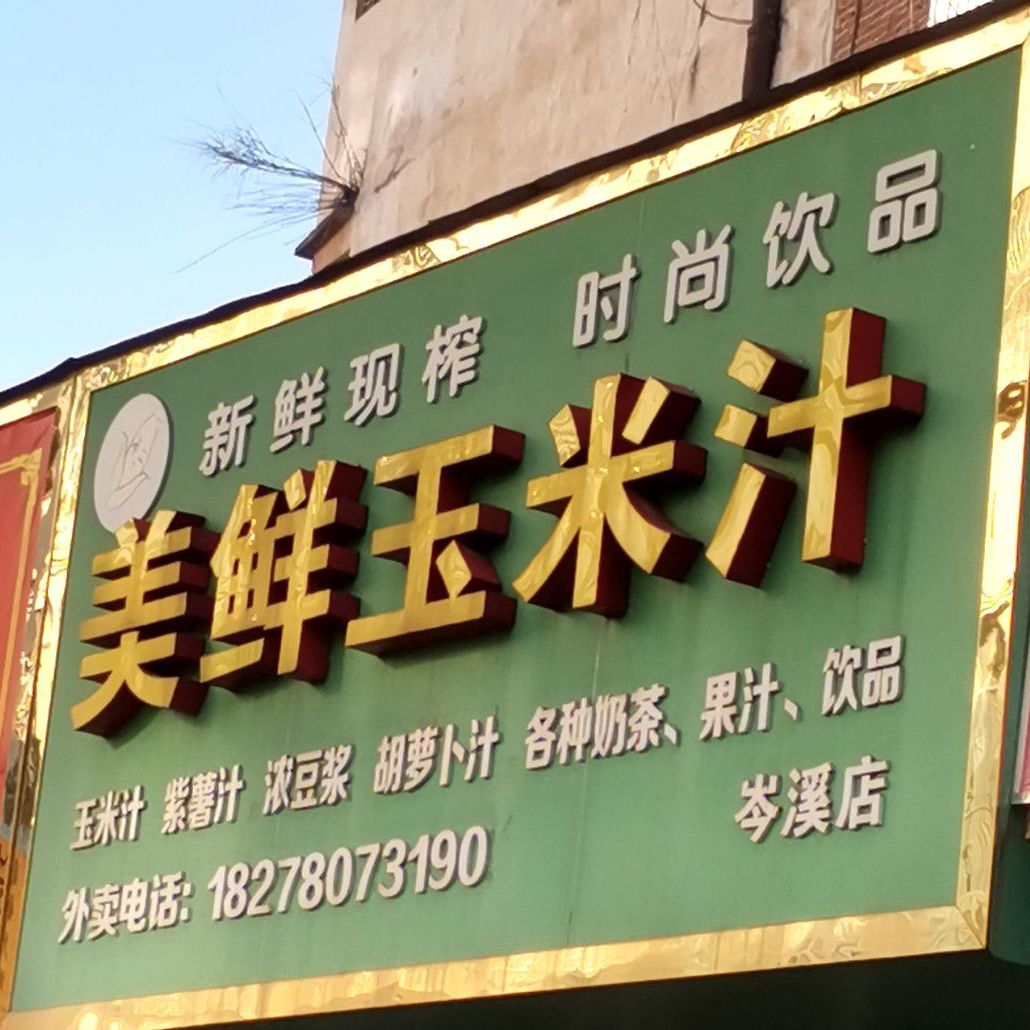 新鲜现榨 时尚饮品
美鲜玉米汁
玉米汁 紫薯汁 浓豆浆 胡萝卜汁 各种奶茶、果汁、饮品
岑溪店
外卖电话：18278073190